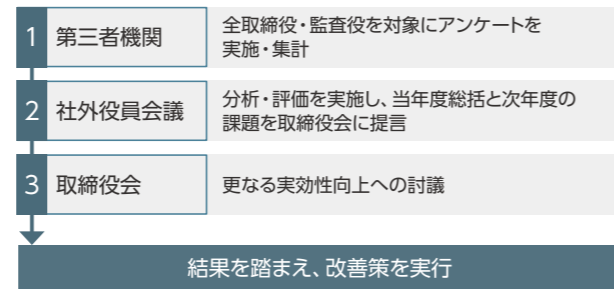 1 第三者機関 全取締役・監査役を対象にアンケートを
実施・集計
2 社外役員会議 分析・評価を実施し、当年度総括と次年度の
課題を取締役会に提言
3 取締役会 更なる実効性向上への討議
結果を踏まえ、改善策を実行